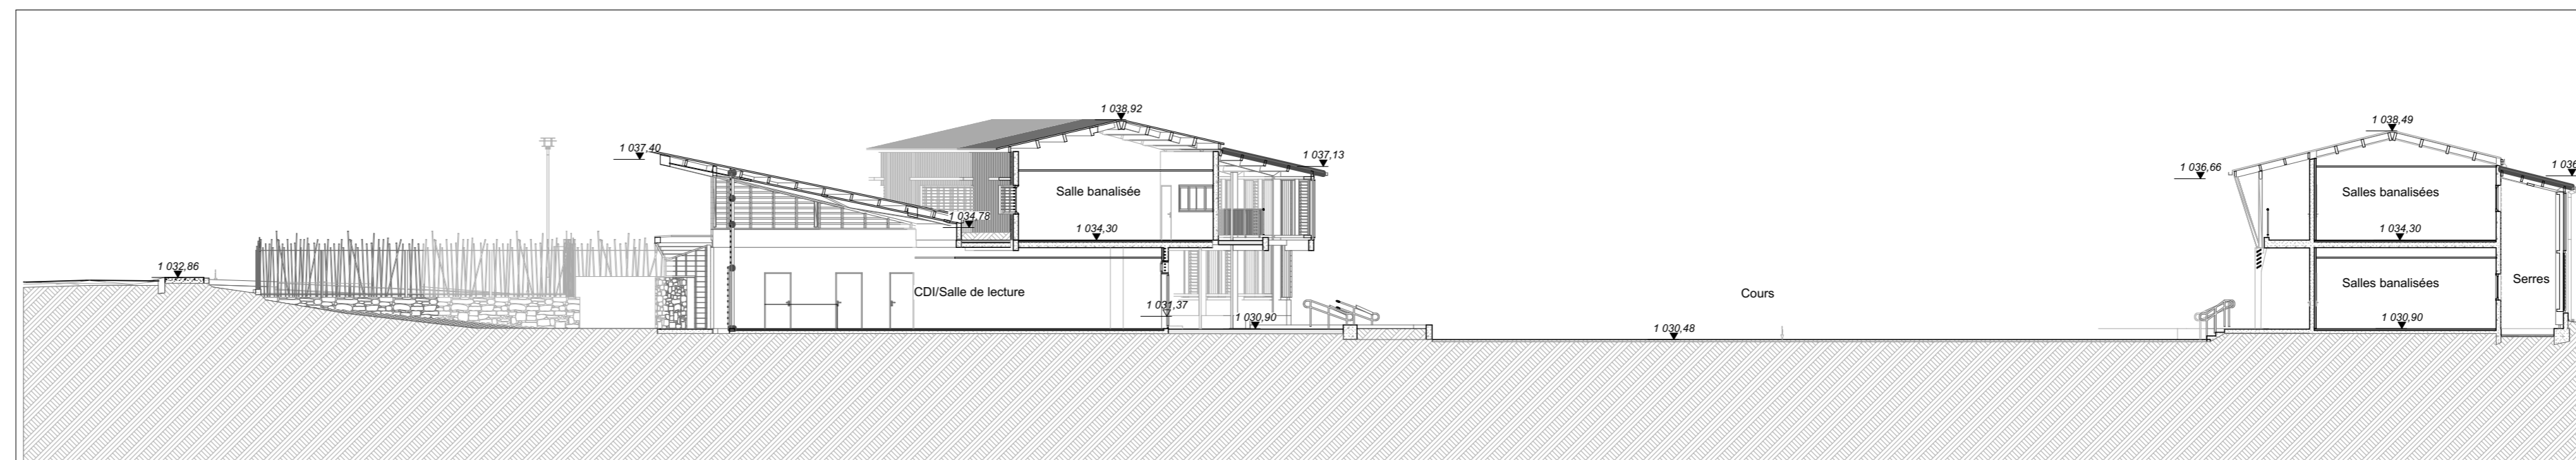 1 038,92
1 038,49
1 037,40
1 037,13
1 036,66
1 036
Salle banalisée
Salles banalisées
1 034,78
1 034,30
1 034,30
1 032,86
CDI/Salle de lecture
Cours
Salles banalisées
Serres
1 031,37
1 030,90
1 030,90
1 030,48